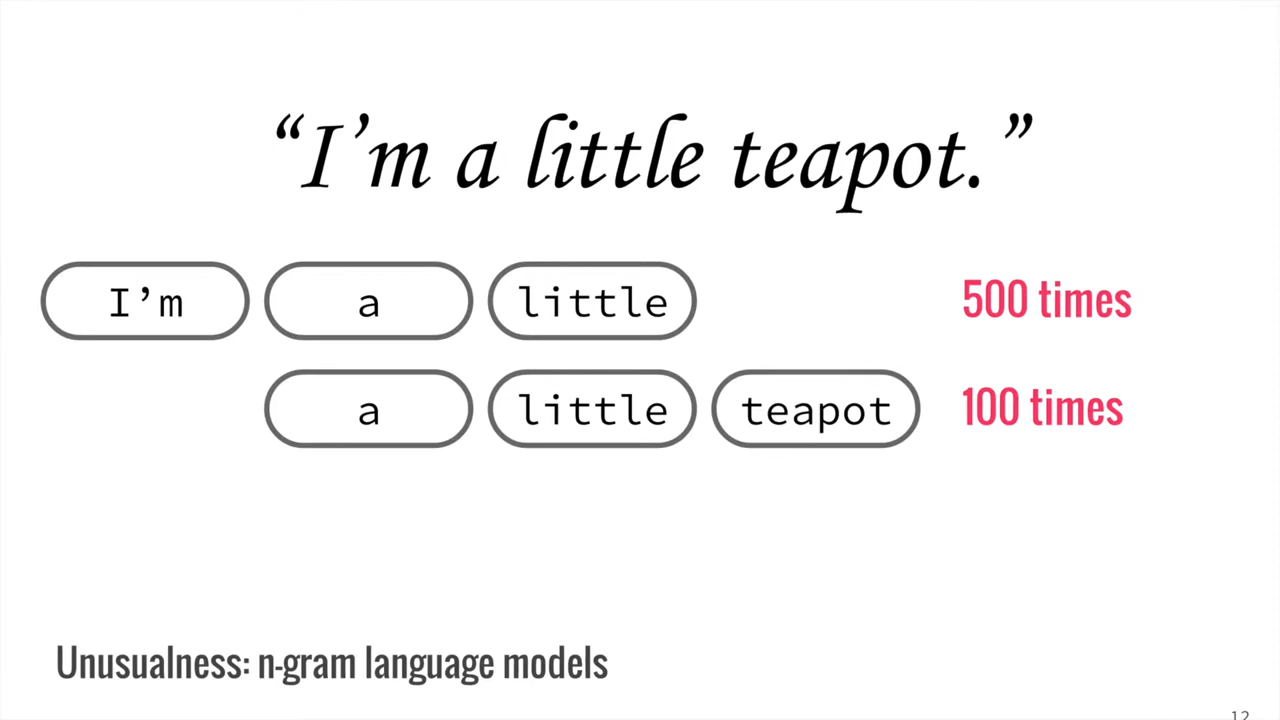 “I’m a little teapot.”
I’m a little 500 times
a little teapot 100 times
Unusualness: n-gram language models
12